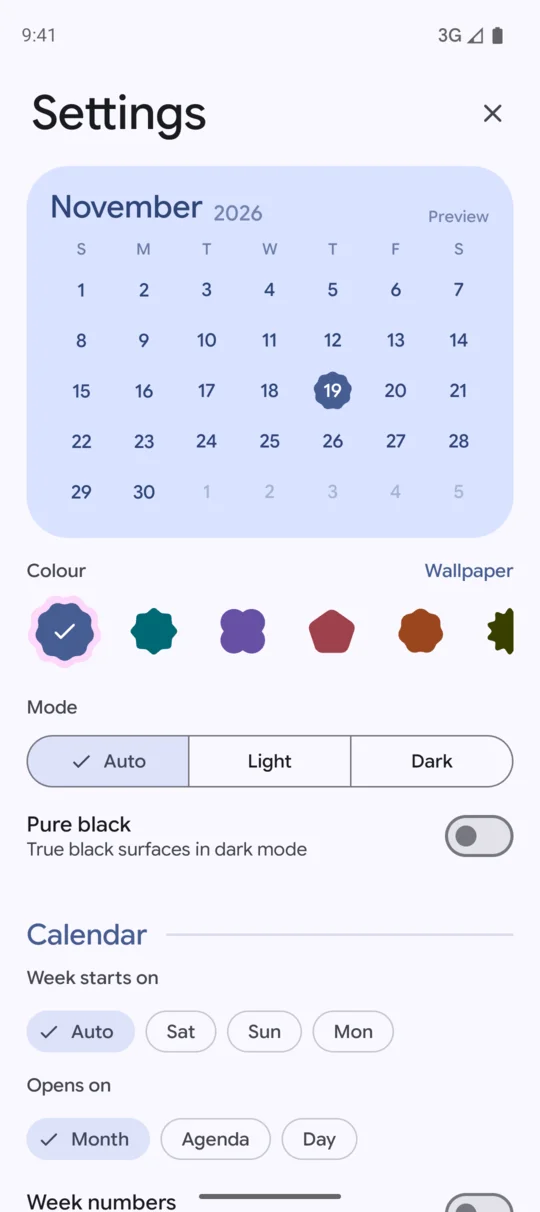 9:41 3G
Settings
November 2026 Preview
S M T W T F S
1 2 3 4 5 6 7
8 9 10 11 12 13 14
15 16 17 18 19 20 21
22 23 24 25 26 27 28
29 30 1 2 3 4 5
Colour Wallpaper
Mode
Auto Light Dark
Pure black
True black surfaces in dark mode
Calendar
Week starts on
Auto Sat Sun Mon
Opens on
Month Agenda Day
Week numbers